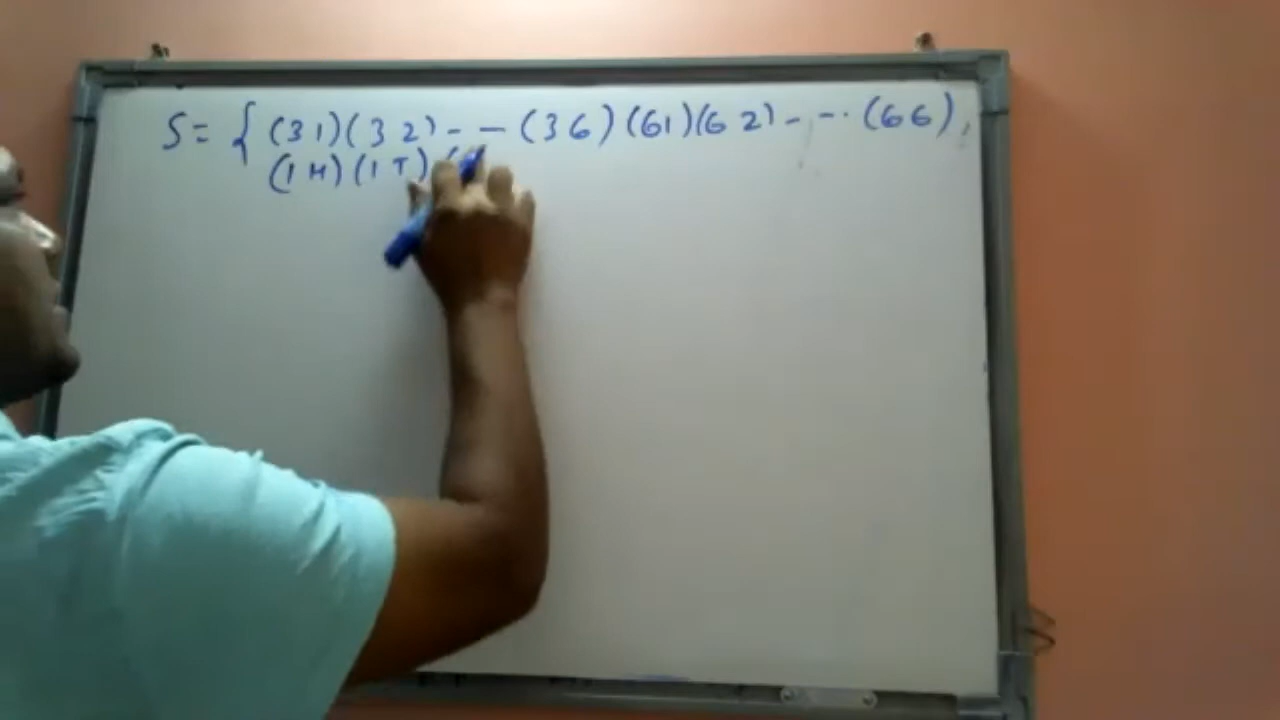 S = { (3 1) (3 2) - - (3 6) (6 1) (6 2) - - .. (6 6),
(1 H) (1 T) (